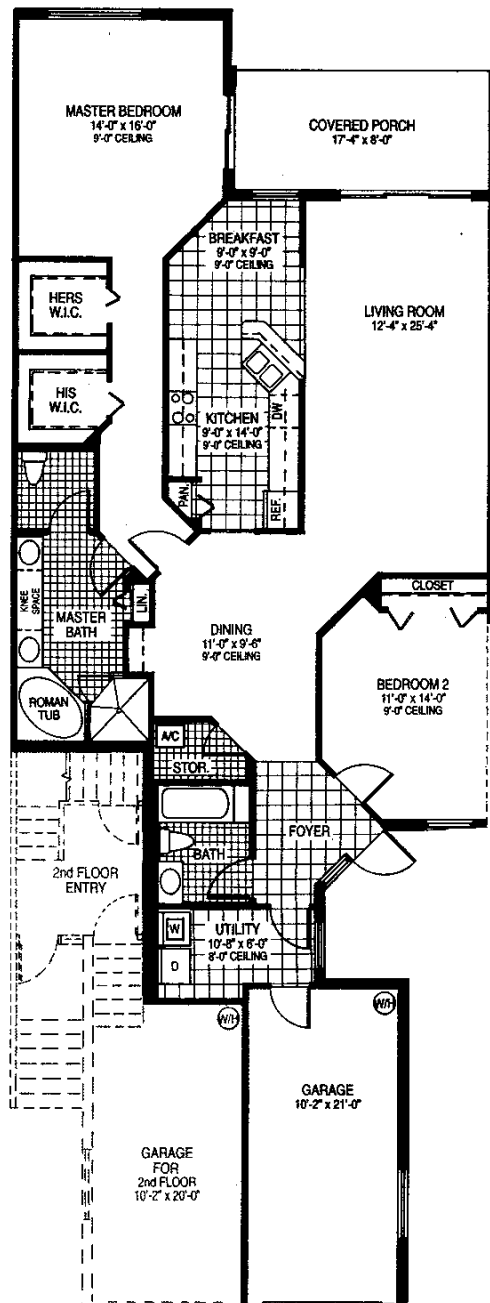 MASTER BEDROOM
14'-0" x 16'-0"
9'-0" CEILING
COVERED PORCH
17'-4" x 8'-0"
BREAKFAST
9'-0" x 9'-0"
9'-0" CEILING
HERS
W.I.C.
LIVING ROOM
12'-4" x 25'-4"
HIS
W.I.C.
KITCHEN
9'-0" x 14'-0"
9'-0" CEILING
DW
PAN.
REF.
KNEE
SPACE
MASTER
BATH
LIN.
CLOSET
DINING
11'-0" x 9'-6"
9'-0" CEILING
BEDROOM 2
11'-0" x 14'-0"
9'-0" CEILING
ROMAN
TUB
A/C
STOR.
FOYER
BATH
2nd FLOOR
ENTRY
W
D
UTILITY
10'-8" x 6'-0"
8'-0" CEILING
W/H
W/H
GARAGE
10'-2" x 21'-0"
GARAGE
FOR
2nd FLOOR
10'-2" x 20'-0"